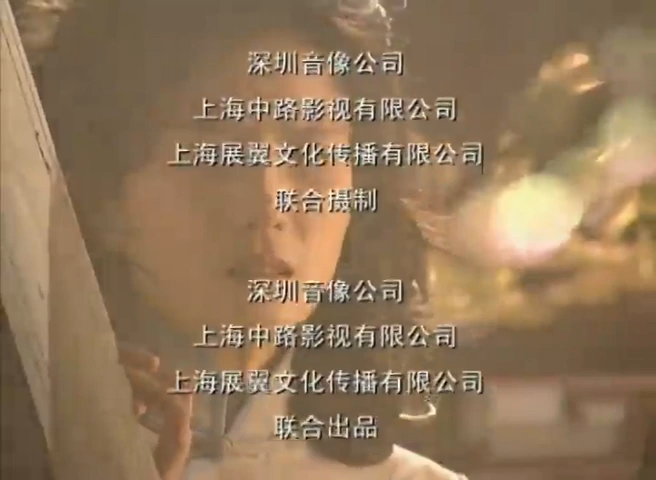 深圳音像公司
上海中路影视有限公司
上海展翼文化传播有限公司
联合摄制
深圳音像公司
上海中路影视有限公司
上海展翼文化传播有限公司
联合出品